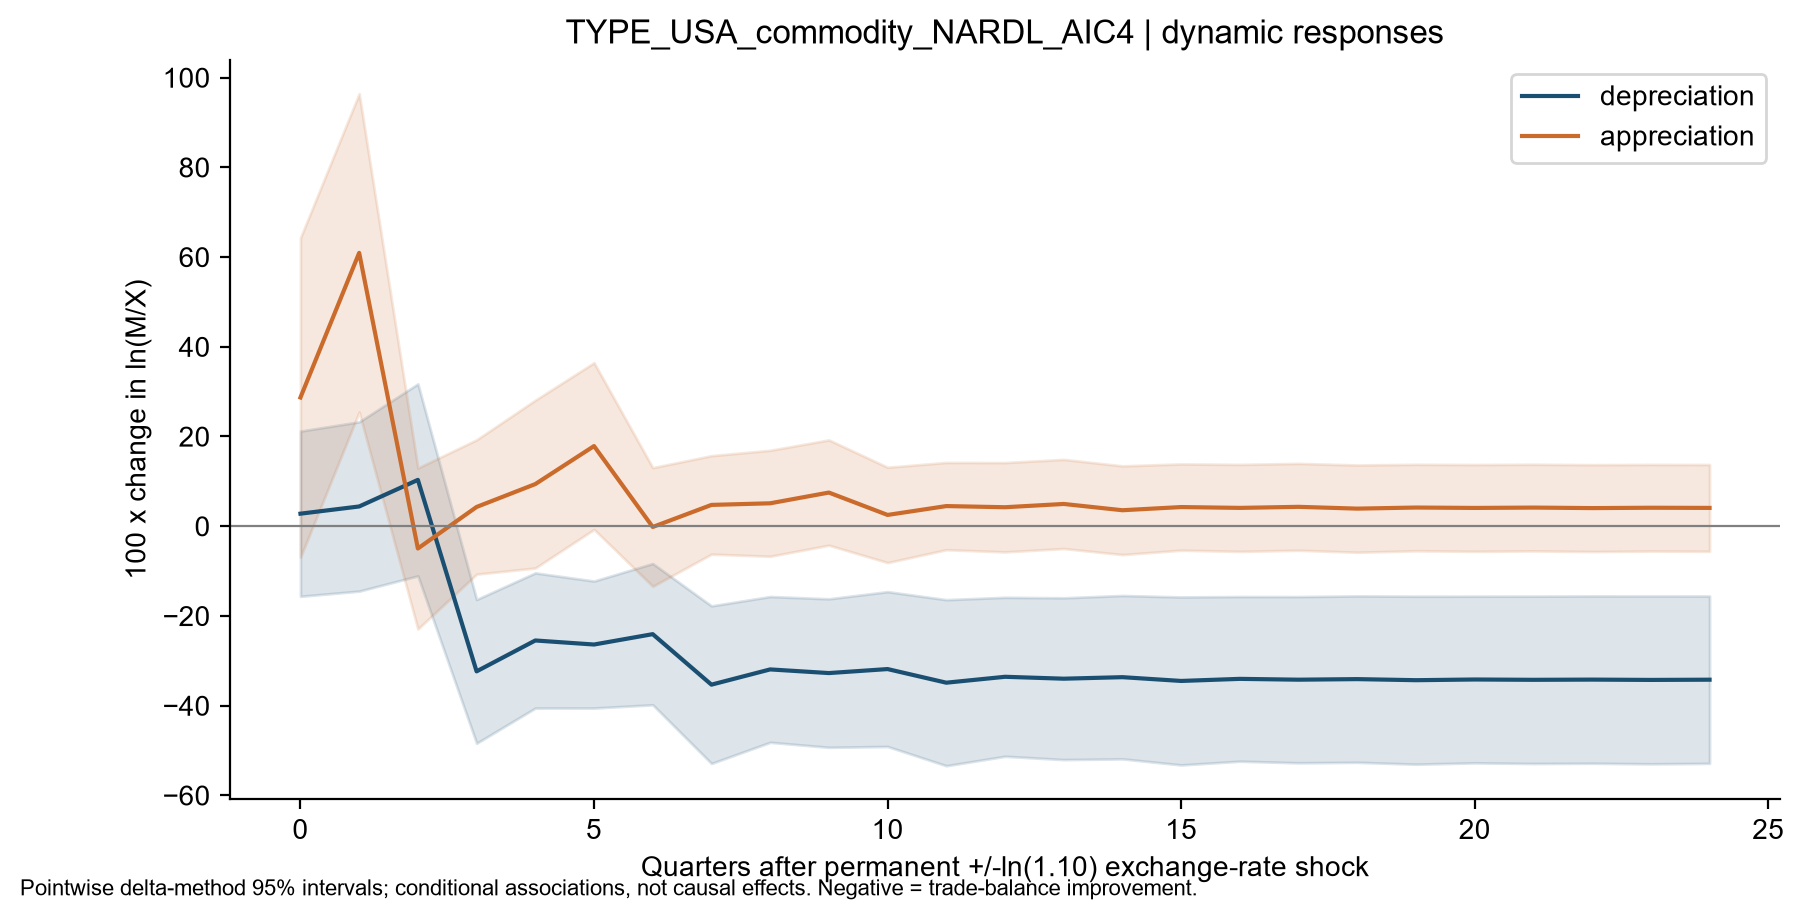 TYPE_USA_commodity_NARDL_AIC4 | dynamic responses
depreciation
appreciation
100 x change in ln(M/X)
100
80
60
40
20
0
−20
−40
−60
0 5 10 15 20 25
Quarters after permanent +/-ln(1.10) exchange-rate shock
Pointwise delta-method 95% intervals; conditional associations, not causal effects. Negative = trade-balance improvement.